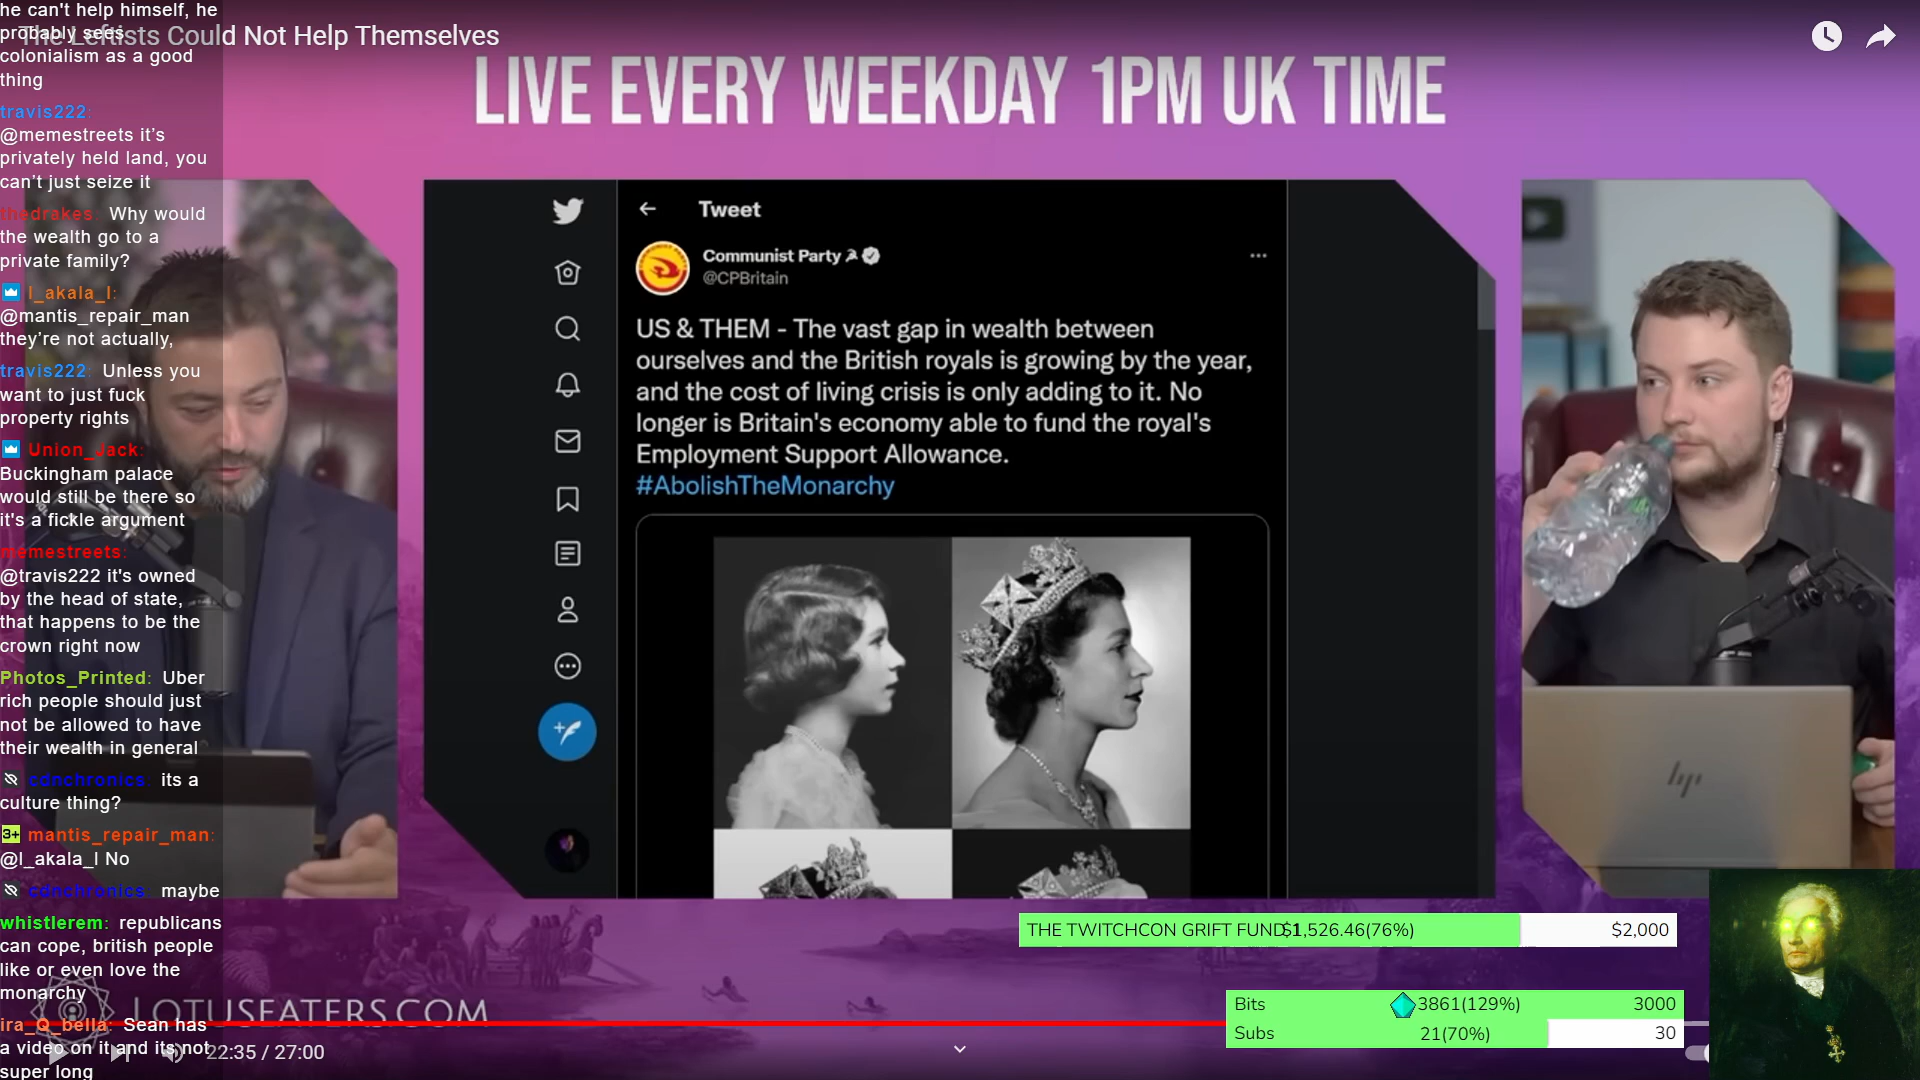 he can't help himself, he
probably sees
colonialism as a good
thing
travis222:
@memestreets it’s
privately held land, you
can’t just seize it
thedrakes: Why would
the wealth go to a
private family?
l_akala_l:
@mantis_repair_man
they’re not actually,
travis222: Unless you
want to just fuck
property rights
Union_Jack:
Buckingham palace
would still be there so
it's a fickle argument
memestreets:
@travis222 it's owned
by the head of state,
that happens to be the
crown right now
Photos_Printed: Uber
rich people should just
not be allowed to have
their wealth in general
cdnchronics its a
culture thing?
3+ mantis_repair_man:
@l_akala_l No
cdnchronics maybe
whistlerem: republicans
can cope, british people
like or even love the
monarchy
ira_Q_bella: Sean has
a video on it and its not
super long
The Leftists Could Not Help Themselves
LIVE EVERY WEEKDAY 1PM UK TIME
Tweet
Communist Party
@CPBritain
US & THEM - The vast gap in wealth between
ourselves and the British royals is growing by the year,
and the cost of living crisis is only adding to it. No
longer is Britain's economy able to fund the royal's
Employment Support Allowance.
#AbolishTheMonarchy
hp
THE TWITCHCON GRIFT FUND $1,526.46(76%) $2,000
Bits 3861(129%) 3000
Subs 21(70%) 30
LOTUSEATERS.COM
22:35 / 27:00